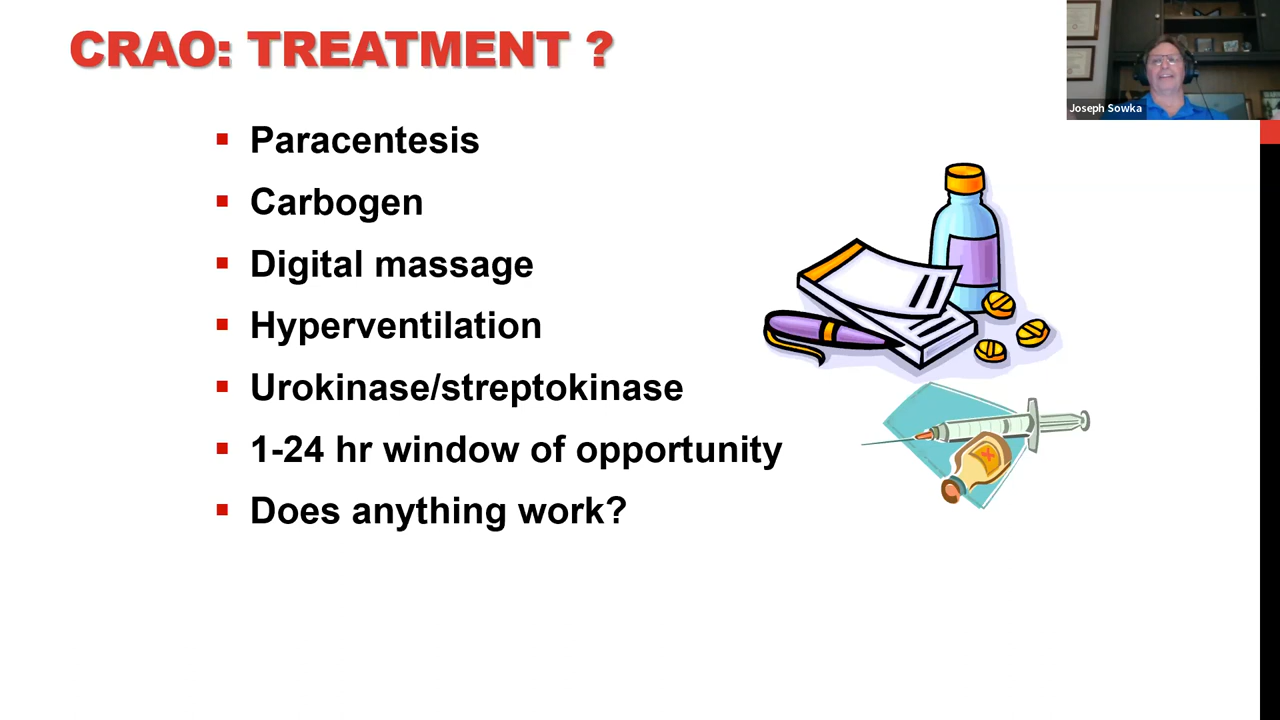 CRAO: TREATMENT ?
Joseph Sowka
Paracentesis
Carbogen
Digital massage
Hyperventilation
Urokinase/streptokinase
1-24 hr window of opportunity
Does anything work?